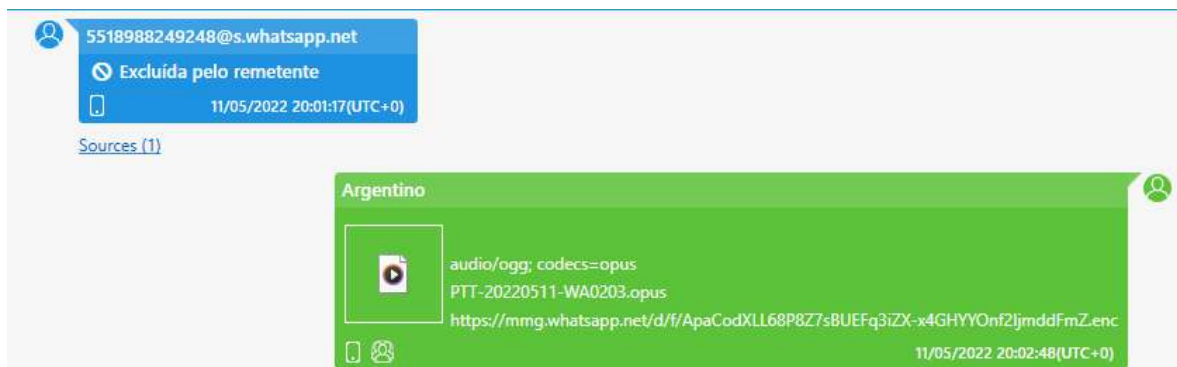 5518988249248@s.whatsapp.net
Excluída pelo remetente
11/05/2022 20:01:17(UTC+0)
Sources (1)
Argentino
audio/ogg; codecs=opus
PTT-20220511-WA0203.opus
https://mmg.whatsapp.net/d/f/ApaCodXLL68P8Z7sBUEFq3iZX-x4GHYYOnf2ljmddFmZ.enc
11/05/2022 20:02:48(UTC+0)